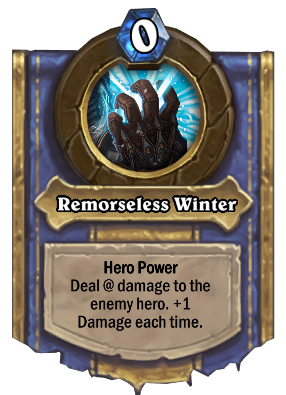 0
Remorseless Winter
Hero Power
Deal @ damage to the
enemy hero. +1
Damage each time.